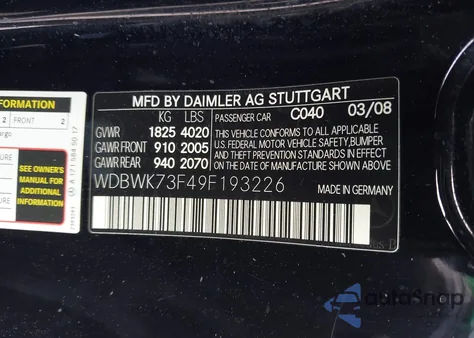 FORMATION
2 FRONT 2
argo
SEE OWNER'S
MANUAL FOR
ADDITIONAL
INFORMATION
MFD BY DAIMLER AG STUTTGART
KG LBS PASSENGER CAR C040 03/08
GVWR 1825 4020 THIS VEHICLE CONFORMS TO ALL APPLICABLE
GAWR FRONT 910 2005 U.S. FEDERAL MOTOR VEHICLE SAFETY, BUMPER
GAWR REAR 940 2070 AND THEFT PREVENTION STANDARDS IN EFFECT
ON THE DATE OF MANUFACTURE SHOWN ABOVE
WDBWK73F49F193226
autoSnap